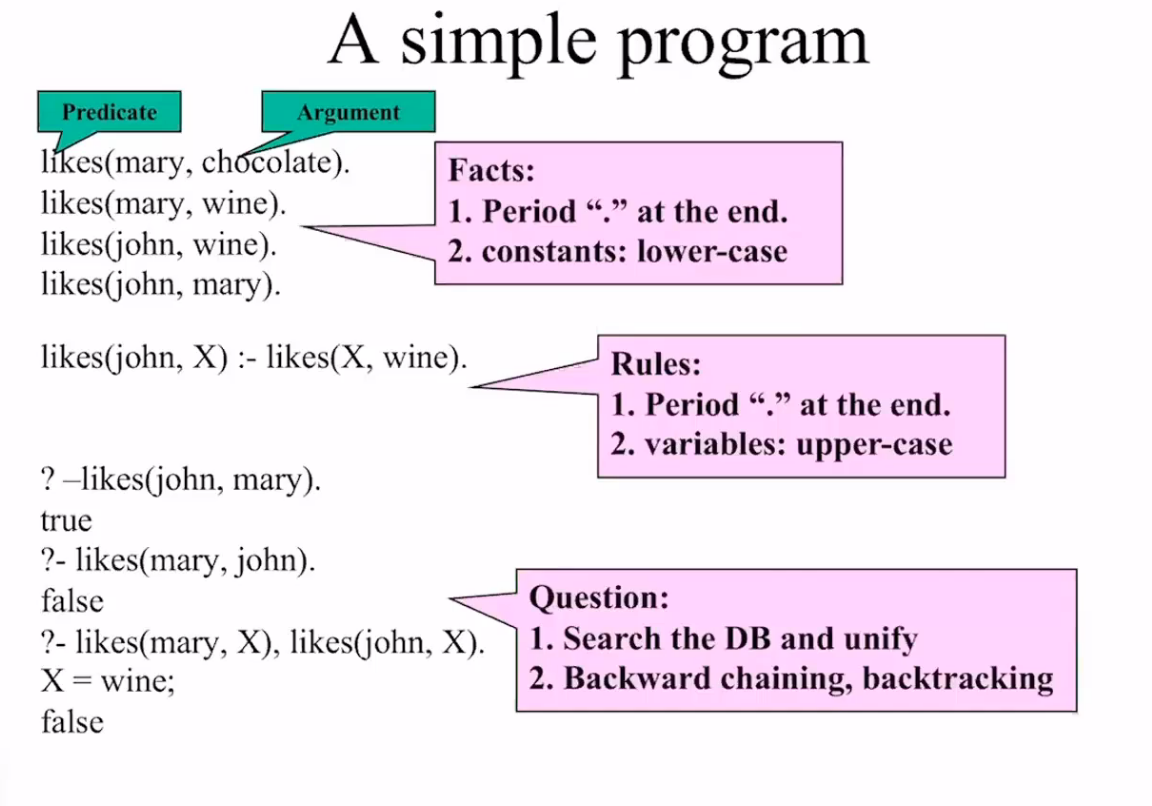 A simple program
Predicate
Argument
likes(mary, chocolate).
likes(mary, wine).
likes(john, wine).
likes(john, mary).
Facts:
1. Period “.” at the end.
2. constants: lower-case
likes(john, X) :- likes(X, wine).
Rules:
1. Period “.” at the end.
2. variables: upper-case
? –likes(john, mary).
true
?- likes(mary, john).
false
?- likes(mary, X), likes(john, X).
X = wine;
false
Question:
1. Search the DB and unify
2. Backward chaining, backtracking